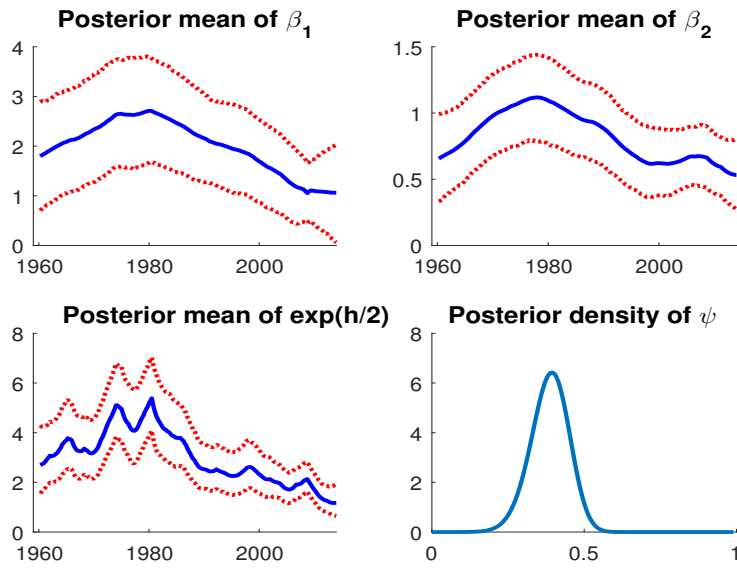 Posterior mean of β₁
4
3
2
1
0
1960 1980 2000
Posterior mean of β₂
1.5
1
0.5
0
1960 1980 2000
Posterior mean of exp(h/2)
8
6
4
2
0
1960 1980 2000
Posterior density of ψ
8
6
4
2
0
0 0.5 1